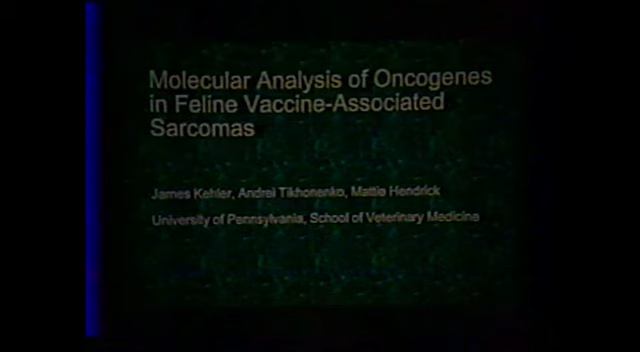 Molecular Analysis of Oncogenes
in Feline Vaccine-Associated
Sarcomas
James Kehler, Andrei Tikhonenko, Mattie Hendrick
University of Pennsylvania, School of Veterinary Medicine